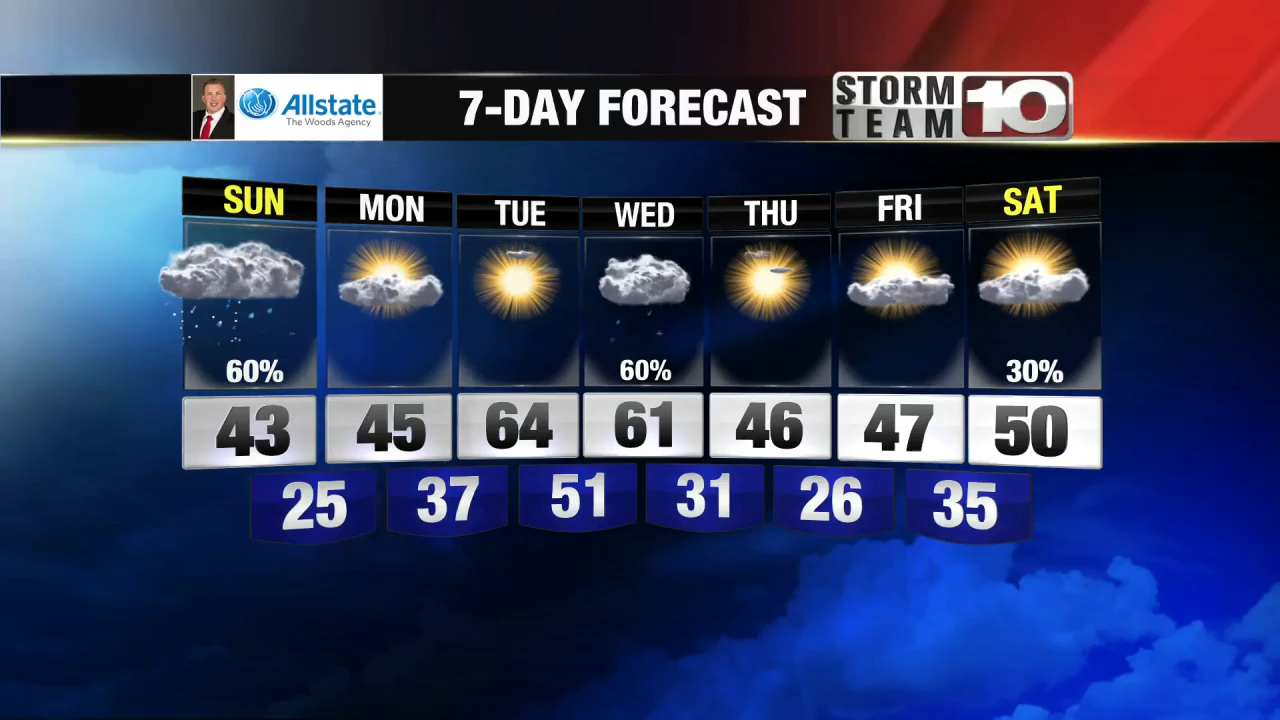 Allstate.
The Woods Agency
7-DAY FORECAST
STORM TEAM 10
SUN MON TUE WED THU FRI SAT
60% 60% 30%
43 45 64 61 46 47 50
25 37 51 31 26 35